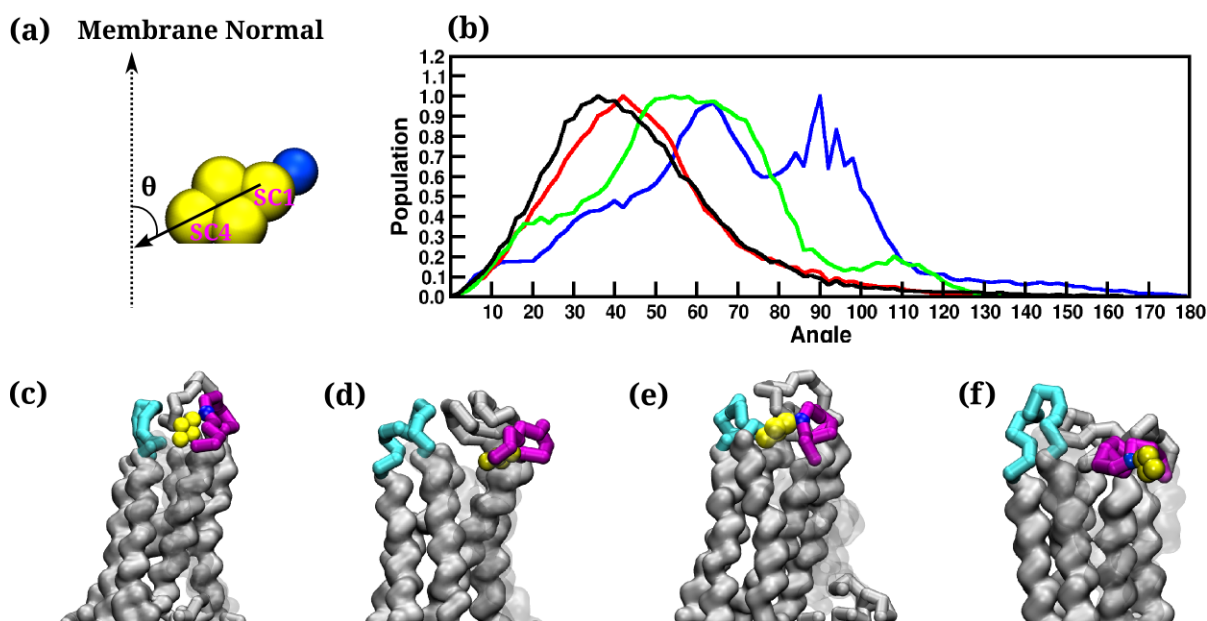 (a) Membrane Normal
θ
SC1
SC4
(b)
Population
1.2
1.1
1.0
0.9
0.8
0.7
0.6
0.5
0.4
0.3
0.2
0.1
0.0
10 20 30 40 50 60 70 80 90 100 110 120 130 140 150 160 170 180
Angle
(c) (d) (e) (f)